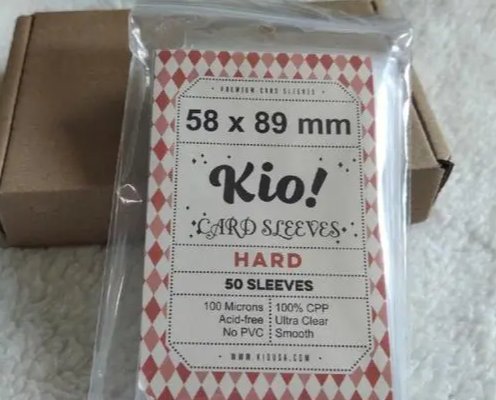 PREMIUM CARD SLEEVES
58 x 89 mm
Kio!
CARD SLEEVES
HARD
50 SLEEVES
100 Microns 100% CPP
Acid-free Ultra Clear
No PVC Smooth
WWW.KIOUSA.COM